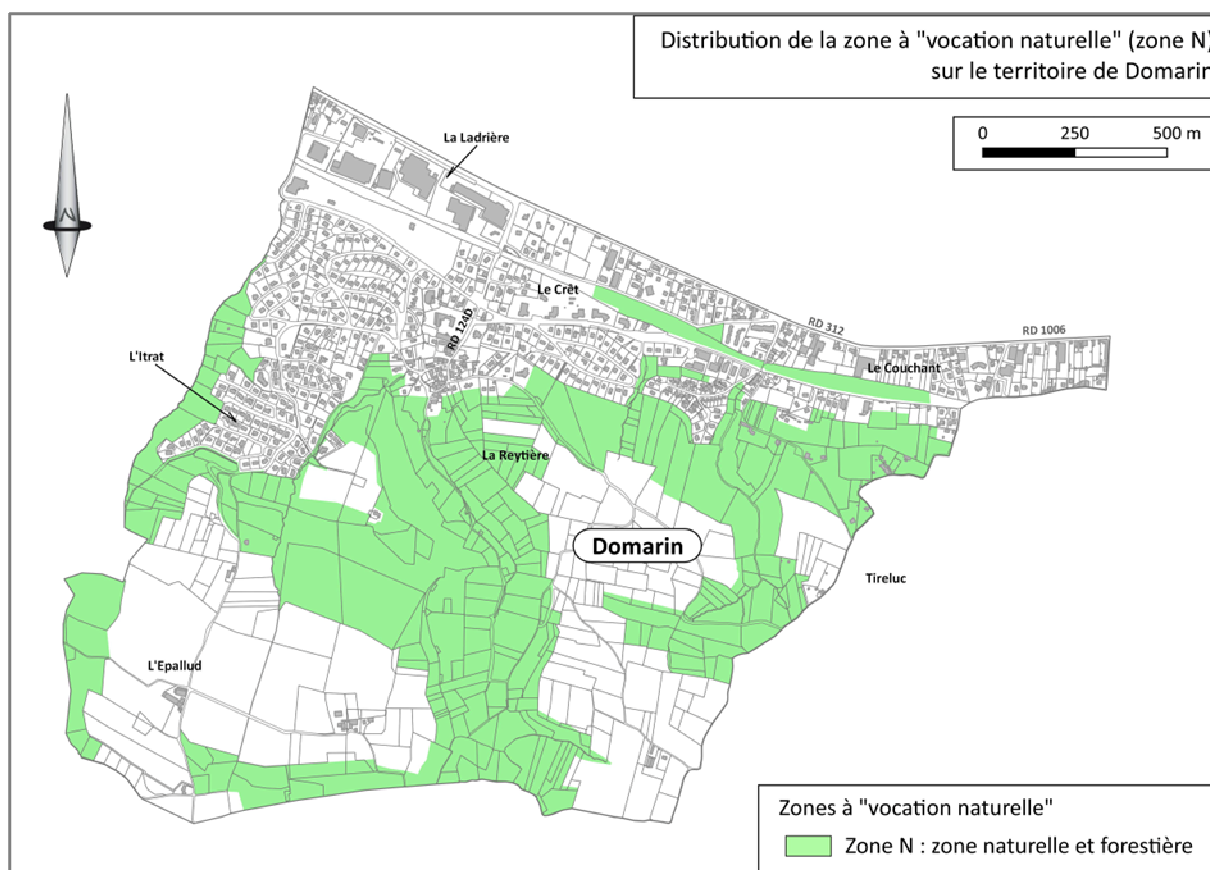 Distribution de la zone à "vocation naturelle" (zone N)
sur le territoire de Domarin
0 250 500 m
N
La Ladrière
Le Crêt
RD 124D
RD 312
RD 1006
L'Itrat
Le Couchant
La Reytière
Domarin
Tireluc
L'Epallud
Zones à "vocation naturelle"
Zone N : zone naturelle et forestière